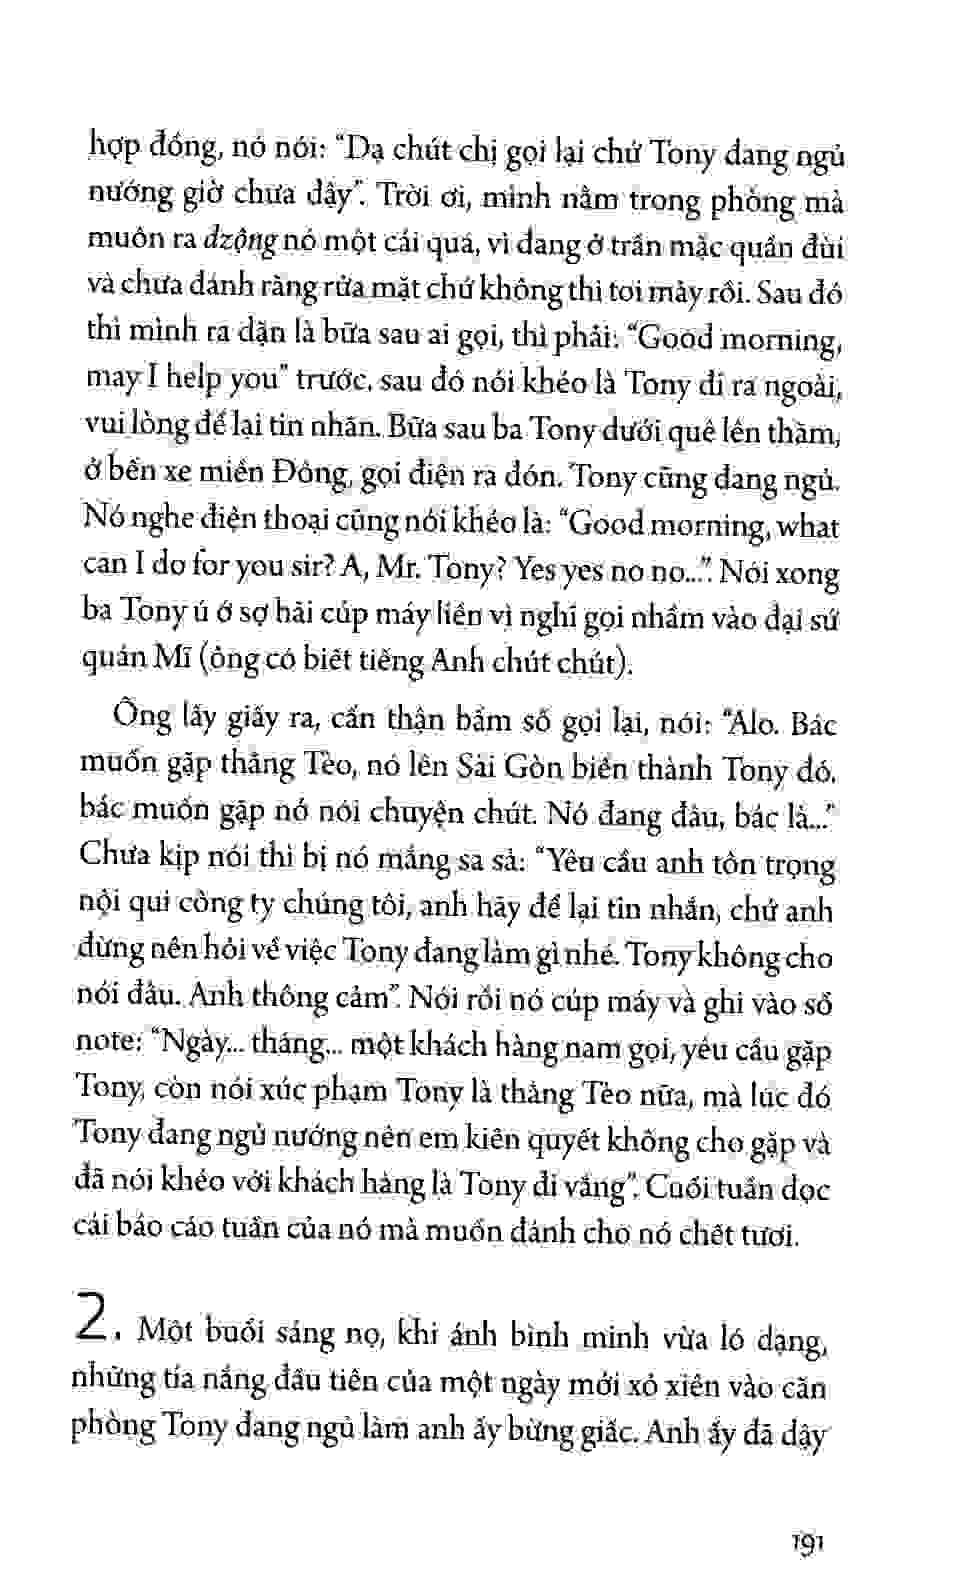 hợp đồng, nó nói: “Dạ chút chị gọi lại chứ Tony đang ngủ
nướng giờ chưa dậy”. Trời ơi, mình nằm trong phòng mà
muốn ra đzộng nó một cái quá, vì đang ở trần mặc quần đùi
và chưa đánh răng rửa mặt chứ không thì tơi mày rồi. Sau đó
thì mình ra dặn là bữa sau ai gọi, thì phải: “Good morning,
may I help you” trước, sau đó nói khéo là Tony đi ra ngoài,
vui lòng để lại tin nhắn. Bữa sau ba Tony dưới quê lên thăm,
ở bến xe miền Đông, gọi điện ra đón. Tony cũng đang ngủ.
Nó nghe điện thoại cũng nói khéo là: “Good morning, what
can I do for you sir? A, Mr. Tony? Yes yes no no...”. Nói xong
ba Tony ú ớ sợ hãi cúp máy liền vì nghĩ gọi nhầm vào đại sứ
quán Mĩ (ông có biết tiếng Anh chút chút).
Ông lấy giấy ra, cẩn thận bấm số gọi lại, nói: “Alo. Bác
muốn gặp thằng Tèo, nó lên Sài Gòn biến thành Tony đó,
bác muốn gặp nó nói chuyện chút. Nó đang đâu, bác là...”
Chưa kịp nói thì bị nó mắng sa sả: “Yêu cầu anh tôn trọng
nội qui công ty chúng tôi, anh hãy để lại tin nhắn, chứ anh
đừng nên hỏi về việc Tony đang làm gì nhé. Tony không cho
nói đâu. Anh thông cảm”. Nói rồi nó cúp máy và ghi vào sổ
note: “Ngày... tháng... một khách hàng nam gọi, yêu cầu gặp
Tony, còn nói xúc phạm Tony là thằng Tèo nữa, mà lúc đó
Tony đang ngủ nướng nên em kiên quyết không cho gặp và
đã nói khéo với khách hàng là Tony đi vắng”. Cuối tuần đọc
cái báo cáo tuần của nó mà muốn đánh cho nó chết tươi.
2. Một buổi sáng nọ, khi ánh bình minh vừa ló dạng,
những tia nắng đầu tiên của một ngày mới xỏ xiên vào căn
phòng Tony đang ngủ làm anh ấy bừng giấc. Anh ấy đã dậy
191